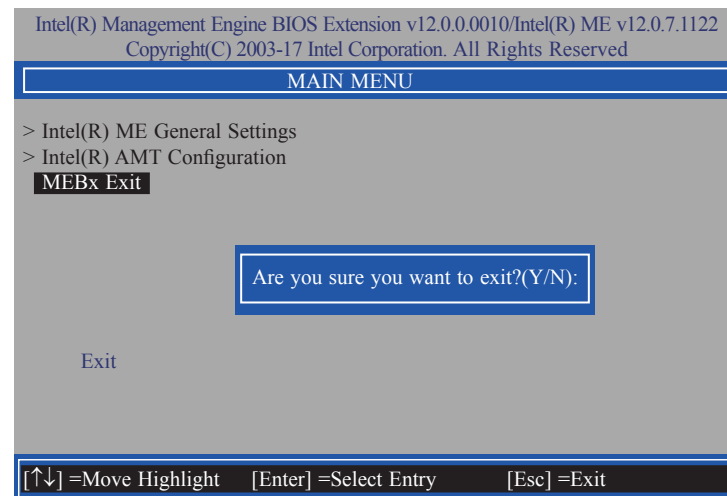 Intel(R) Management Engine BIOS Extension v12.0.0.0010/Intel(R) ME v12.0.7.1122
Copyright(C) 2003-17 Intel Corporation. All Rights Reserved
MAIN MENU
> Intel(R) ME General Settings
> Intel(R) AMT Configuration
MEBx Exit
Are you sure you want to exit?(Y/N):
Exit
[↑↓] =Move Highlight [Enter] =Select Entry [Esc] =Exit